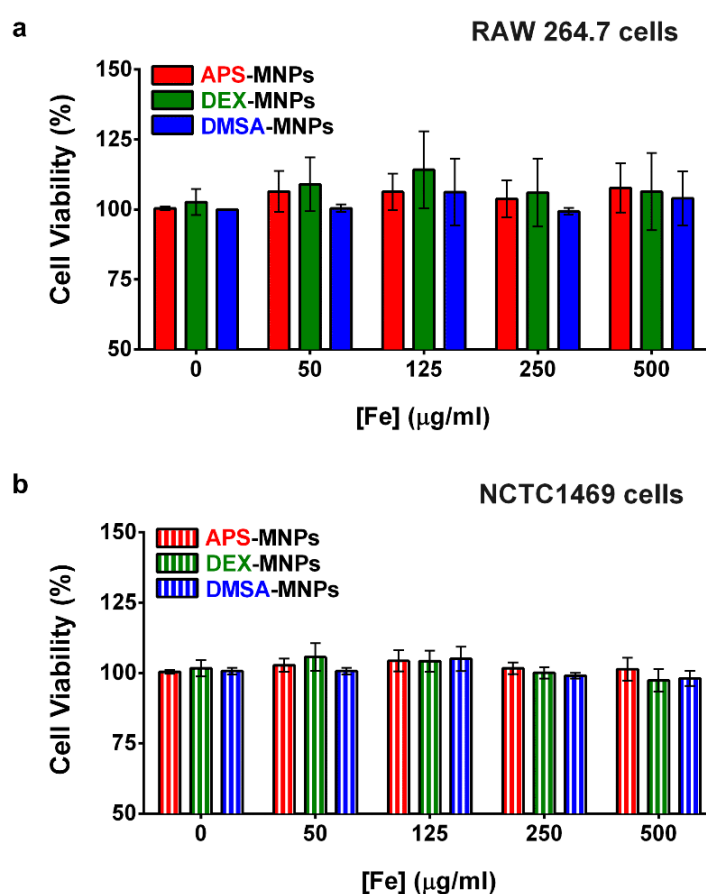 a
RAW 264.7 cells
150
125
100
75
50
Cell Viability (%)
APS-MNPs
DEX-MNPs
DMSA-MNPs
0 50 125 250 500
[Fe] (μg/ml)
b
NCTC1469 cells
150
125
100
75
50
Cell Viability (%)
APS-MNPs
DEX-MNPs
DMSA-MNPs
0 50 125 250 500
[Fe] (μg/ml)